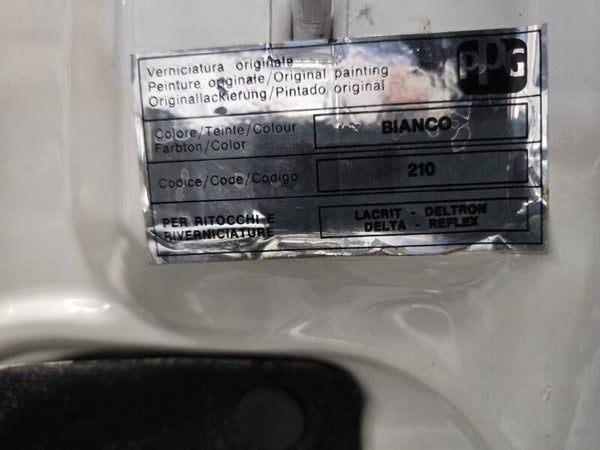 Verniciatura originale
Peinture originale/Original painting
Originallackierung/Pintado original
PPG
Colore/Teinte/Colour
Farbton/Color
BIANCO
Codice/Code/Codigo
210
PER RITOCCHI E
RIVERNICIATURE
LACRIT - DELTRON
DELTA - REFLEX